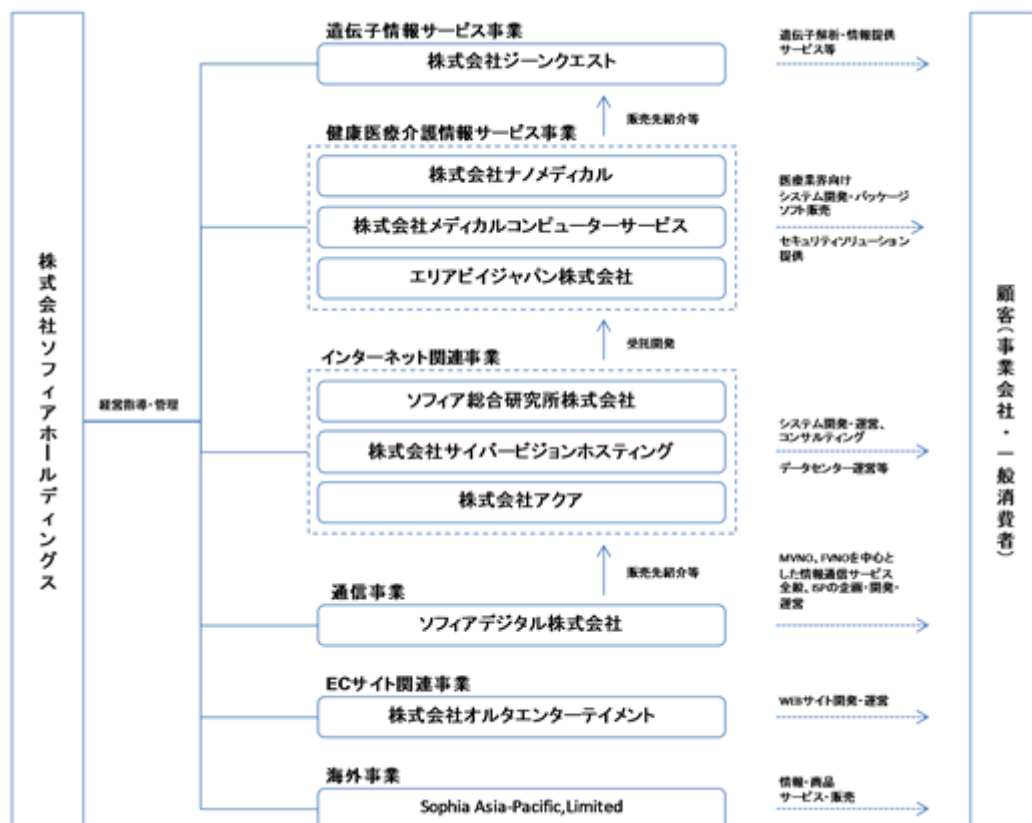 株式会社ソフィアホールディングス
経営指導・管理
遺伝子情報サービス事業
株式会社ジーンクエスト
遺伝子解析・情報提供
サービス等
販売先紹介等
健康医療介護情報サービス事業
株式会社ナノメディカル
株式会社メディカルコンピューターサービス
エリアビイジャパン株式会社
医療業界向け
システム開発・パッケージ
ソフト販売
セキュリティソリューション
提供
受託開発
インターネット関連事業
ソフィア総合研究所株式会社
株式会社サイバービジョンホスティング
株式会社アクア
システム開発・運営、
コンサルティング
データセンター運営等
販売先紹介等
通信事業
ソフィアデジタル株式会社
MVNO、FVNOを中心と
した情報通信サービス
全般、ISPの企画・開発・
運営
ECサイト関連事業
株式会社オルタエンターテイメント
WEBサイト開発・運営
海外事業
Sophia Asia-Pacific,Limited
情報・商品
サービス・販売
顧客(事業会社・一般消費者)